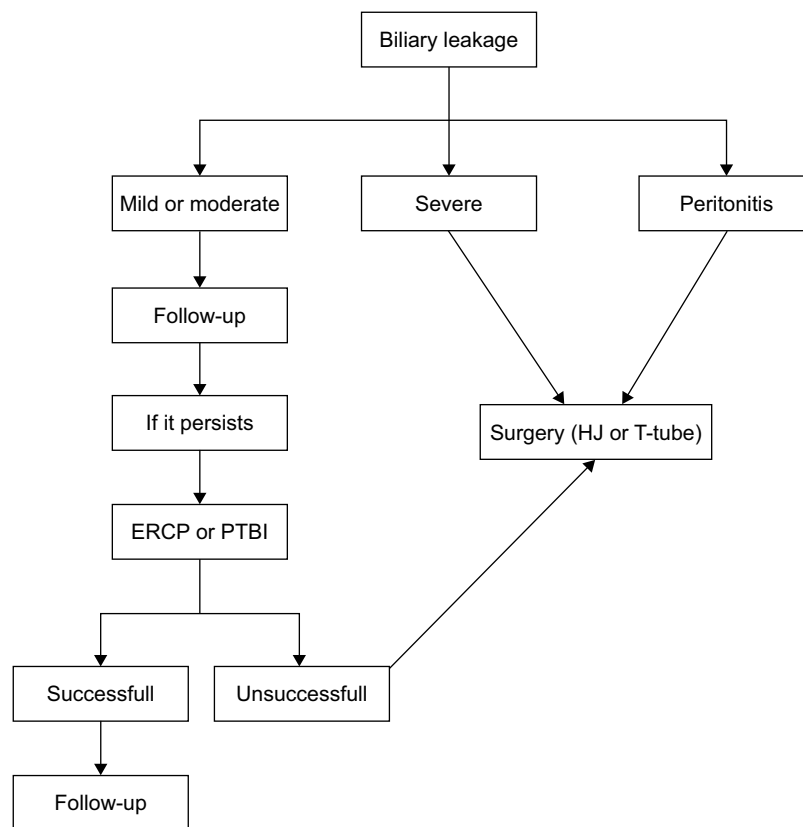 Biliary leakage
Mild or moderate
Severe
Peritonitis
Follow-up
If it persists
Surgery (HJ or T-tube)
ERCP or PTBI
Successfull
Unsuccessfull
Follow-up